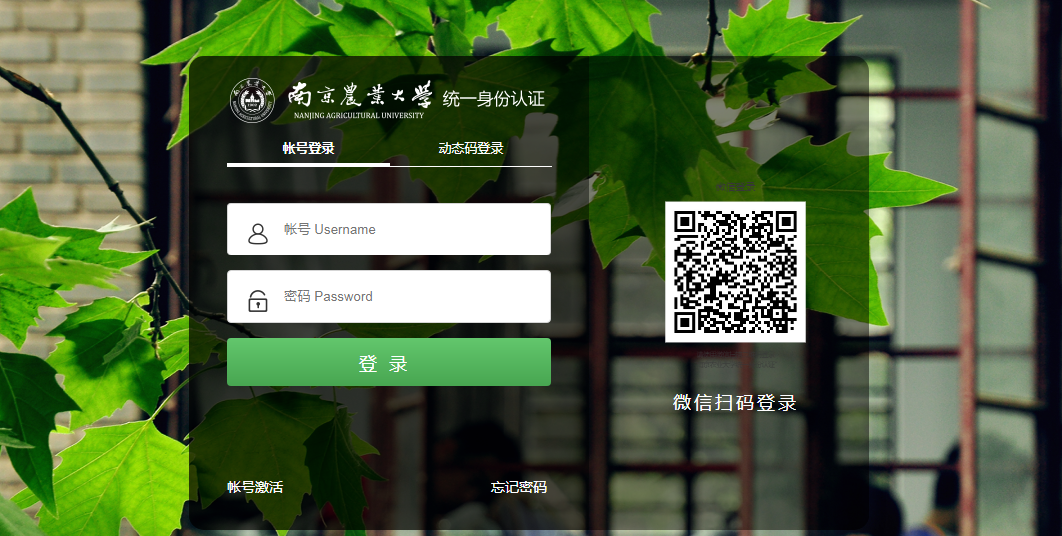 南京農業大學 统一身份认证
NANJING AGRICULTURAL UNIVERSITY
帐号登录 动态码登录
帐号 Username
密码 Password
登 录
帐号激活 忘记密码
微信扫码登录